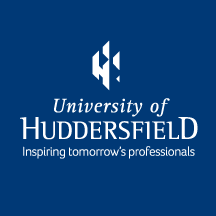 University of
HUDDERSFIELD
Inspiring tomorrow's professionals